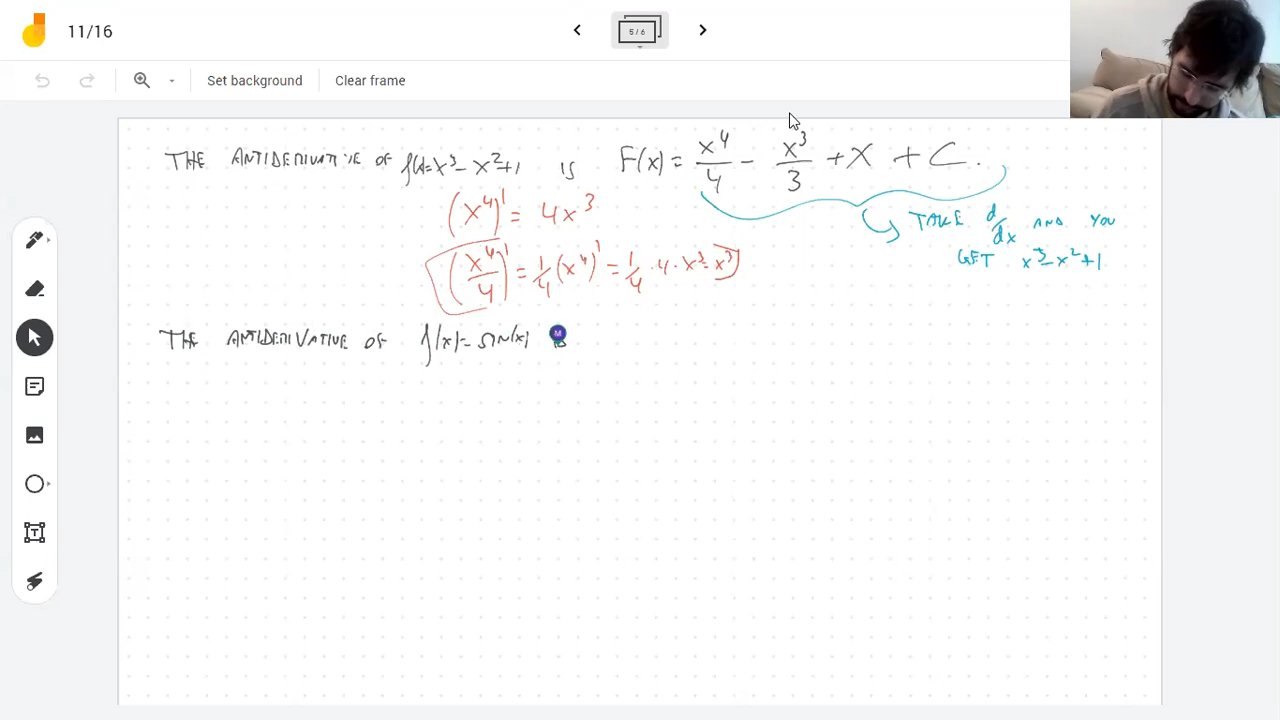 11/16
5 / 6
Set background
Clear frame
THE ANTIDERIVATIVE OF f(x)=x³-x²+1 IS F(x) = x⁴/4 - x³/3 + x + C.
(x⁴)' = 4x³
TAKE d/dx AND YOU
GET x³-x²+1
(x⁴/4)' = 1/4 (x⁴)' = 1/4 · 4 · x³ = x³
THE ANTIDERIVATIVE OF f(x)= sin(x)
M